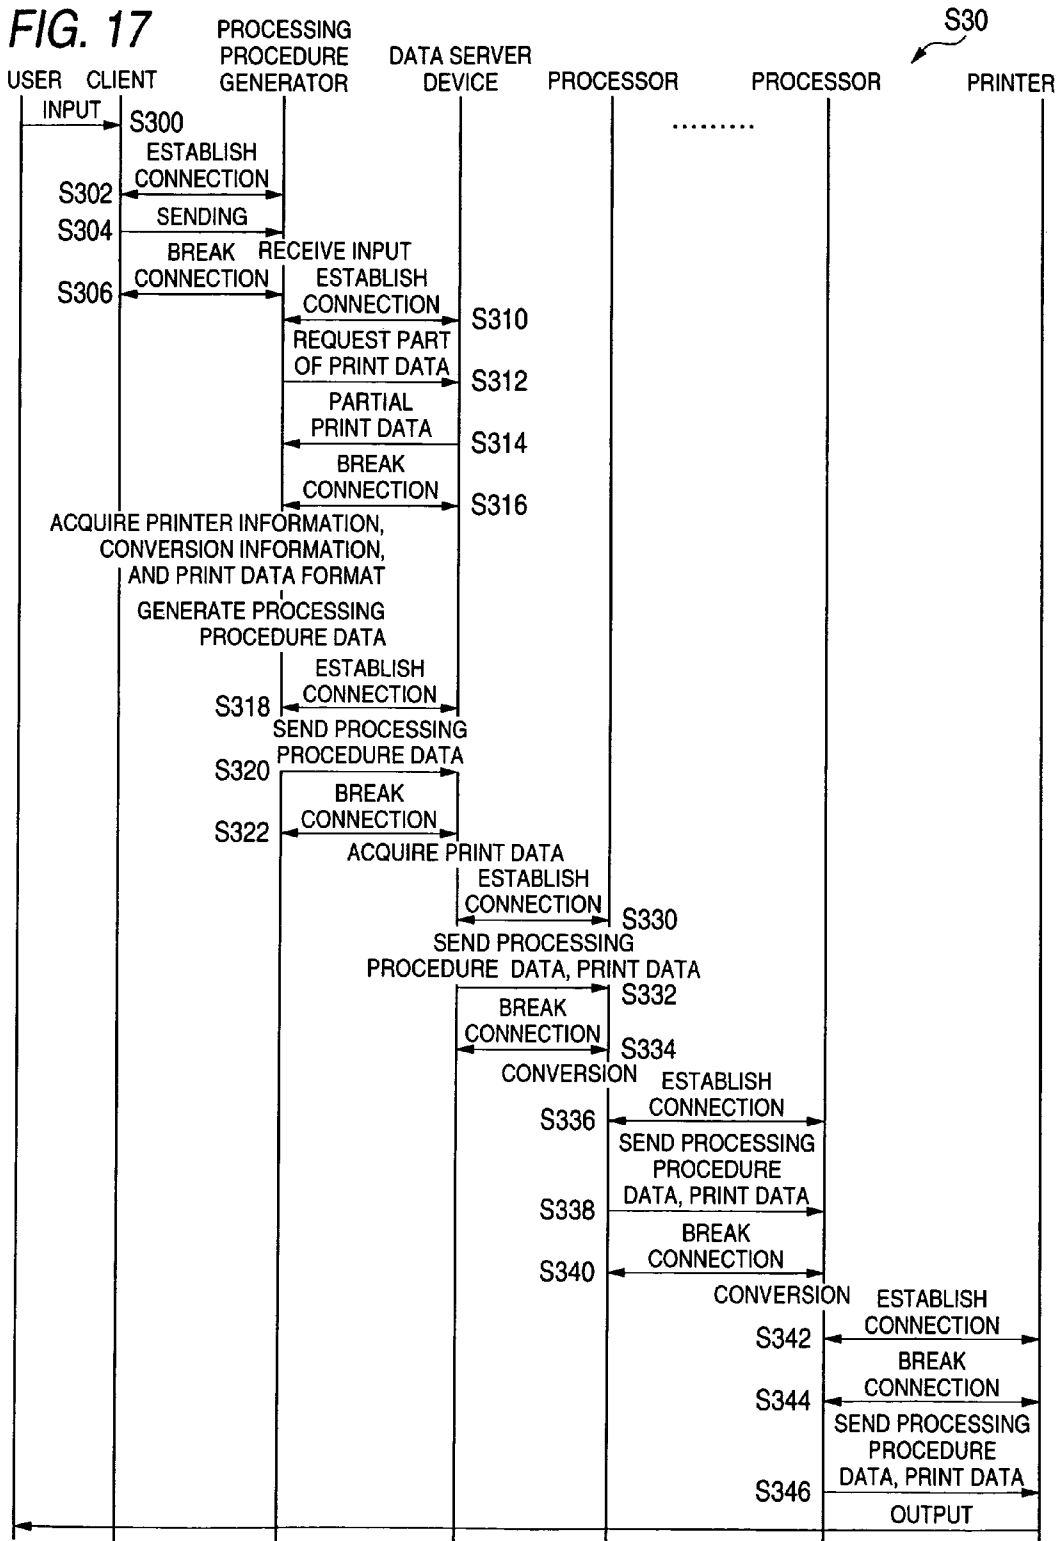 FIG. 17
S30
USER
CLIENT
PROCESSING
PROCEDURE
GENERATOR
DATA SERVER
DEVICE
PROCESSOR
.........
PROCESSOR
PRINTER
INPUT
S300
ESTABLISH
CONNECTION
S302
SENDING
S304
RECEIVE INPUT
BREAK
CONNECTION
S306
ESTABLISH
CONNECTION
S310
REQUEST PART
OF PRINT DATA
S312
PARTIAL
PRINT DATA
S314
BREAK
CONNECTION
S316
ACQUIRE PRINTER INFORMATION,
CONVERSION INFORMATION,
AND PRINT DATA FORMAT
GENERATE PROCESSING
PROCEDURE DATA
ESTABLISH
CONNECTION
S318
SEND PROCESSING
PROCEDURE DATA
S320
BREAK
CONNECTION
S322
ACQUIRE PRINT DATA
ESTABLISH
CONNECTION
S330
SEND PROCESSING
PROCEDURE DATA, PRINT DATA
S332
BREAK
CONNECTION
S334
CONVERSION
ESTABLISH
CONNECTION
S336
SEND PROCESSING
PROCEDURE
DATA, PRINT DATA
S338
BREAK
CONNECTION
S340
CONVERSION
ESTABLISH
CONNECTION
S342
BREAK
CONNECTION
S344
SEND PROCESSING
PROCEDURE
DATA, PRINT DATA
S346
OUTPUT